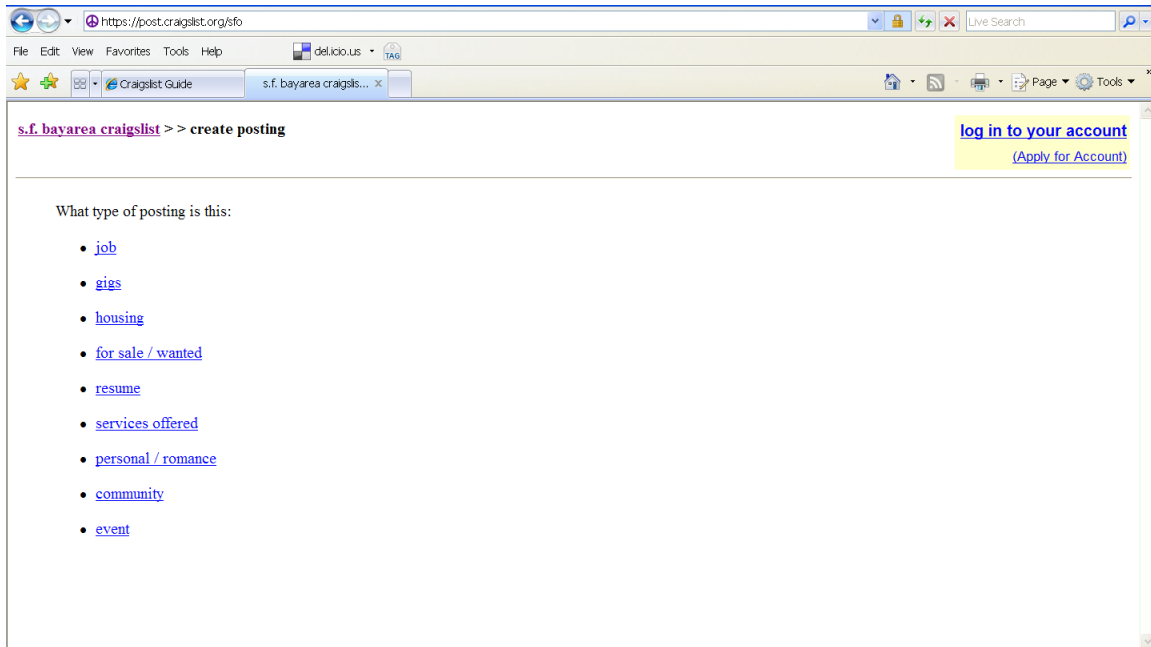 https://post.craigslist.org/sfo
Live Search
File Edit View Favorites Tools Help
del.icio.us
TAG
Craigslist Guide
s.f. bayarea craigslis...
Page
Tools
s.f. bayarea craigslist > > create posting
log in to your account
(Apply for Account)
What type of posting is this:
job
gigs
housing
for sale / wanted
resume
services offered
personal / romance
community
event